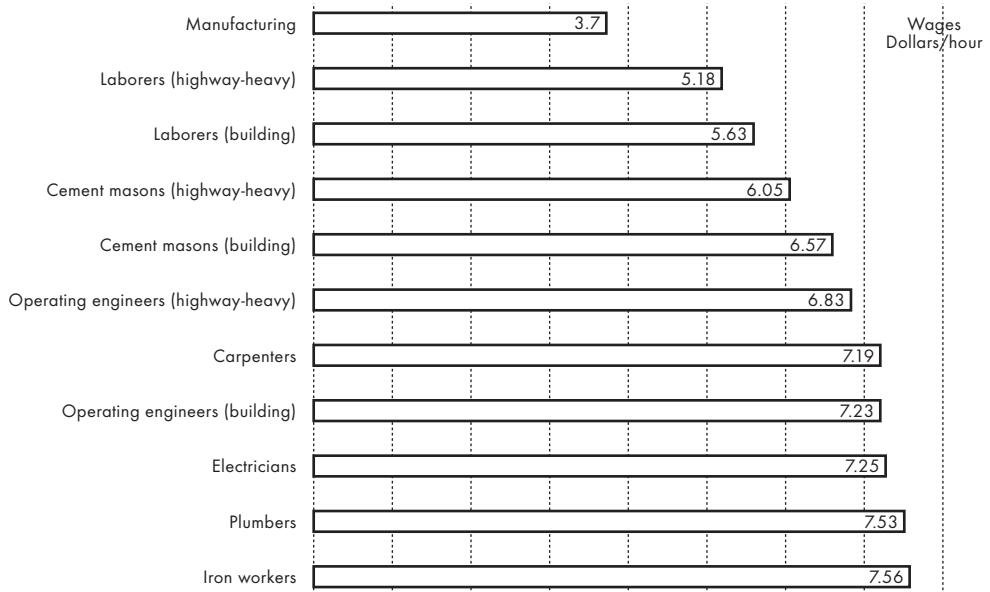 Manufacturing 3.7
Wages
Dollars/hour
Laborers (highway-heavy) 5.18
Laborers (building) 5.63
Cement masons (highway-heavy) 6.05
Cement masons (building) 6.57
Operating engineers (highway-heavy) 6.83
Carpenters 7.19
Operating engineers (building) 7.23
Electricians 7.25
Plumbers 7.53
Iron workers 7.56